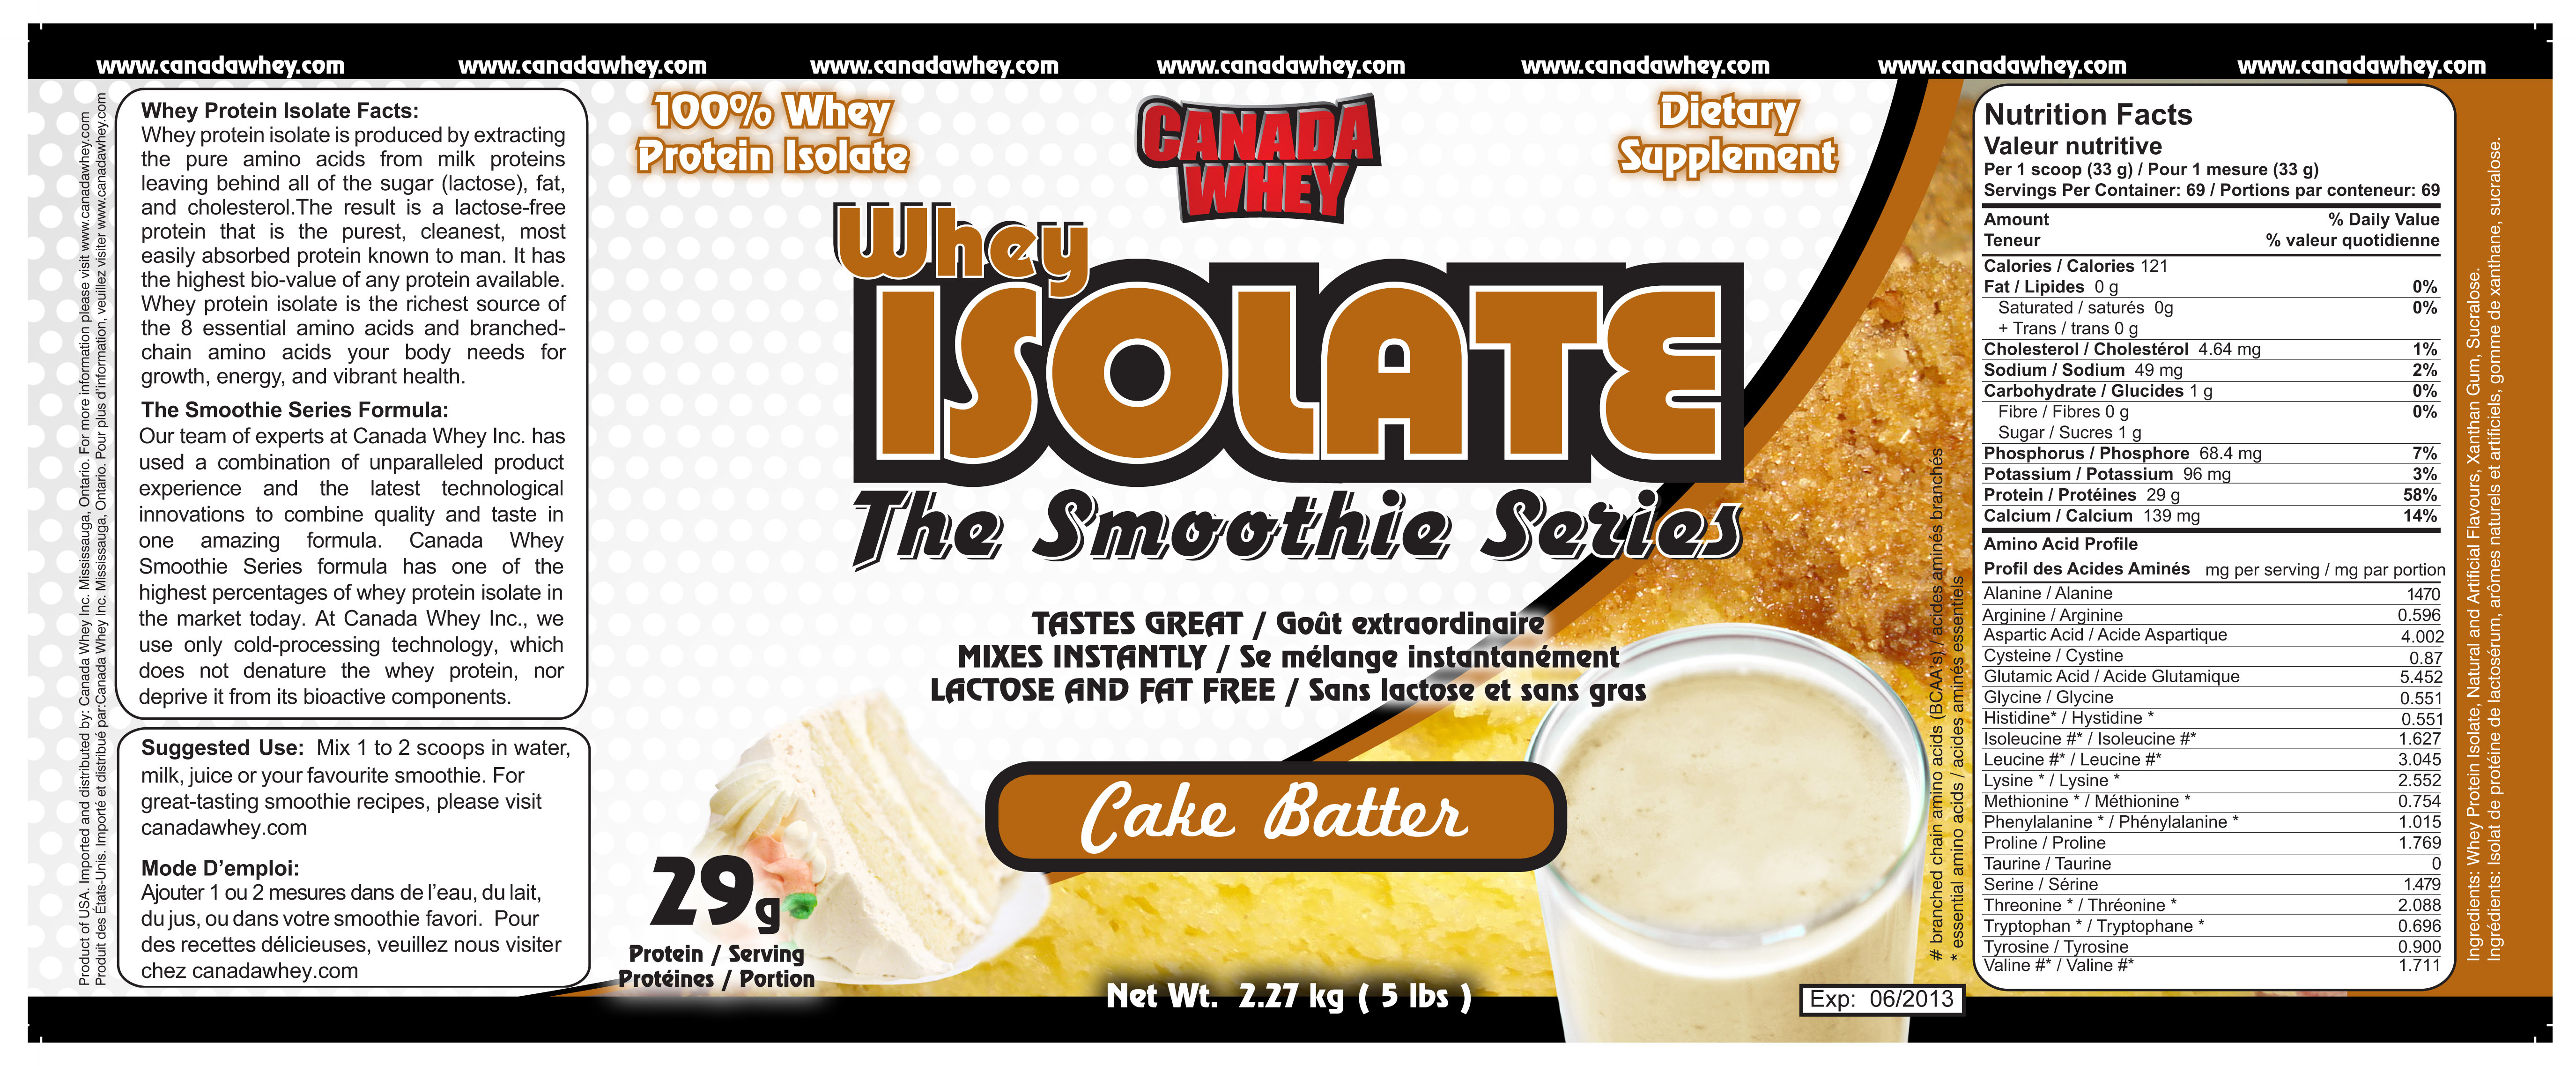 www.canadawhey.com www.canadawhey.com www.canadawhey.com www.canadawhey.com www.canadawhey.com www.canadawhey.com www.canadawhey.com
Product of USA. Imported and distributed by: Canada Whey Inc. Mississauga, Ontario. For more information please visit www.canadawhey.com
Produit des États-Unis. Importé et distribué par:Canada Whey Inc. Mississauga, Ontario. Pour plus d'information, veuillez visiter www.canadawhey.com
Whey Protein Isolate Facts:
Whey protein isolate is produced by extracting
the pure amino acids from milk proteins
leaving behind all of the sugar (lactose), fat,
and cholesterol.The result is a lactose-free
protein that is the purest, cleanest, most
easily absorbed protein known to man. It has
the highest bio-value of any protein available.
Whey protein isolate is the richest source of
the 8 essential amino acids and branched-
chain amino acids your body needs for
growth, energy, and vibrant health.
The Smoothie Series Formula:
Our team of experts at Canada Whey Inc. has
used a combination of unparalleled product
experience and the latest technological
innovations to combine quality and taste in
one amazing formula. Canada Whey
Smoothie Series formula has one of the
highest percentages of whey protein isolate in
the market today. At Canada Whey Inc., we
use only cold-processing technology, which
does not denature the whey protein, nor
deprive it from its bioactive components.
Suggested Use: Mix 1 to 2 scoops in water,
milk, juice or your favourite smoothie. For
great-tasting smoothie recipes, please visit
canadawhey.com
Mode D'emploi:
Ajouter 1 ou 2 mesures dans de l'eau, du lait,
du jus, ou dans votre smoothie favori. Pour
des recettes délicieuses, veuillez nous visiter
chez canadawhey.com
100% Whey
Protein Isolate
CANADA
WHEY
Dietary
Supplement
Whey
ISOLATE
The Smoothie Series
TASTES GREAT / Goût extraordinaire
MIXES INSTANTLY / Se mélange instantanément
LACTOSE AND FAT FREE / Sans lactose et sans gras
Cake Batter
29g
Protein / Serving
Protéines / Portion
Net Wt. 2.27 kg ( 5 lbs )
Exp: 06/2013
# branched chain amino acids (BCAA's) / acides aminés branchés
* essential amino acids / acides aminés essentiels
Nutrition Facts
Valeur nutritive
Per 1 scoop (33 g) / Pour 1 mesure (33 g)
Servings Per Container: 69 / Portions par conteneur: 69
Amount % Daily Value
Teneur % valeur quotidienne
Calories / Calories 121
Fat / Lipides 0 g 0%
Saturated / saturés 0g 0%
+ Trans / trans 0 g
Cholesterol / Cholestérol 4.64 mg 1%
Sodium / Sodium 49 mg 2%
Carbohydrate / Glucides 1 g 0%
Fibre / Fibres 0 g 0%
Sugar / Sucres 1 g
Phosphorus / Phosphore 68.4 mg 7%
Potassium / Potassium 96 mg 3%
Protein / Protéines 29 g 58%
Calcium / Calcium 139 mg 14%
Amino Acid Profile
Profil des Acides Aminés mg per serving / mg par portion
Alanine / Alanine 1470
Arginine / Arginine 0.596
Aspartic Acid / Acide Aspartique 4.002
Cysteine / Cystine 0.87
Glutamic Acid / Acide Glutamique 5.452
Glycine / Glycine 0.551
Histidine* / Hystidine * 0.551
Isoleucine #* / Isoleucine #* 1.627
Leucine #* / Leucine #* 3.045
Lysine * / Lysine * 2.552
Methionine * / Méthionine * 0.754
Phenylalanine * / Phénylalanine * 1.015
Proline / Proline 1.769
Taurine / Taurine 0
Serine / Sérine 1.479
Threonine * / Thréonine * 2.088
Tryptophan * / Tryptophane * 0.696
Tyrosine / Tyrosine 0.900
Valine #* / Valine #* 1.711
Ingredients: Whey Protein Isolate, Natural and Artificial Flavours, Xanthan Gum, Sucralose.
Ingrédients: Isolat de protéine de lactosérum, arômes naturels et artificiels, gomme de xanthane, sucralose.